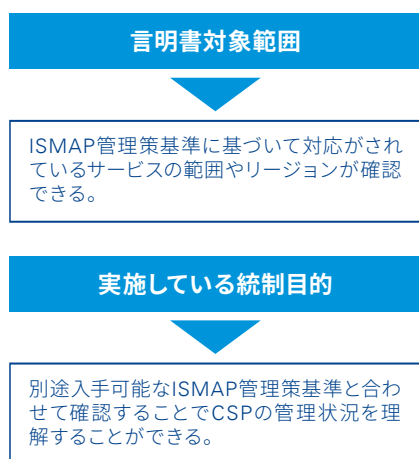 言明書対象範囲
ISMAP管理策基準に基づいて対応がされ
ているサービスの範囲やリージョンが確認
できる。
実施している統制目的
別途入手可能なISMAP管理策基準と合わ
せて確認することでCSPの管理状況を理
解することができる。